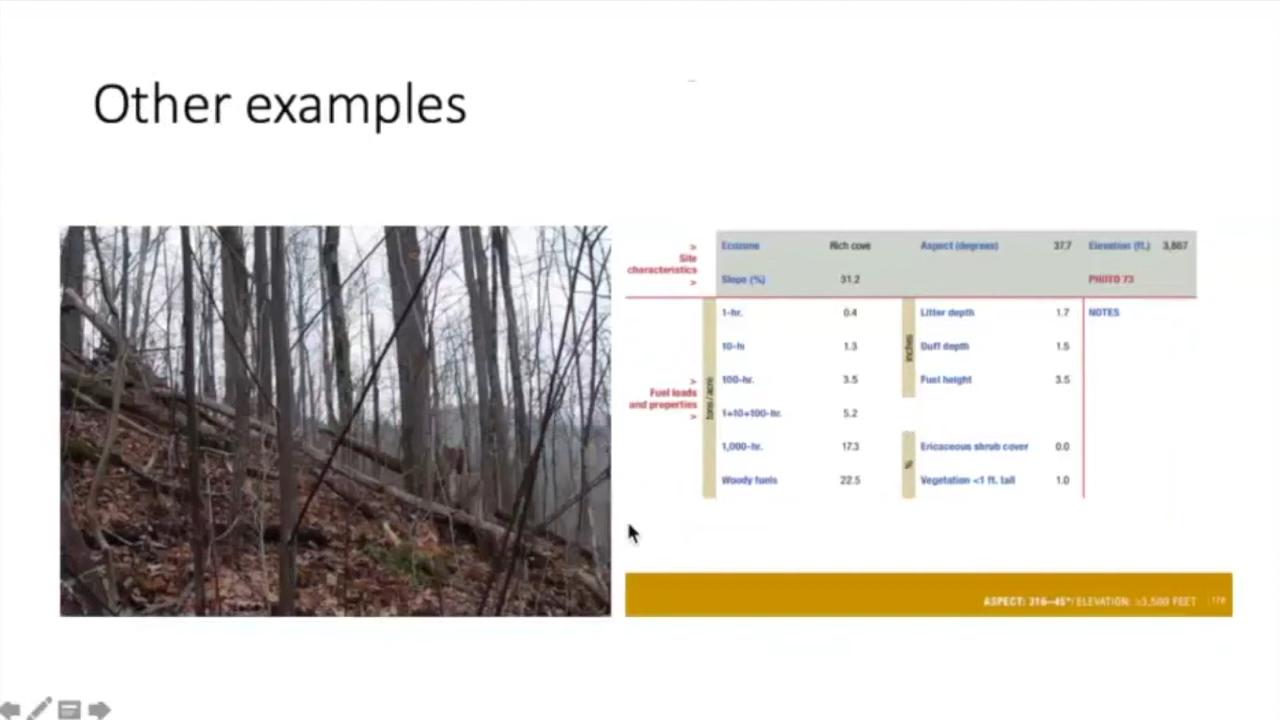 Other examples
>
Site
characteristics
>
Ecozone Rich cove Aspect (degrees) 37.7 Elevation (ft.) 3,867
Slope (%) 31.2 PHOTO 73
>
Fuel loads
and properties
>
tons/acre
1-hr. 0.4
10-h 1.3
100-hr. 3.5
1+10+100-hr. 5.2
1,000-hr. 17.3
Woody fuels 22.5
inches
Litter depth 1.7
Duff depth 1.5
Fuel height 3.5
%
Ericaceous shrub cover 0.0
Vegetation <1 ft. tall 1.0
NOTES
ASPECT: 316–45°/ELEVATION: ≥3,500 FEET